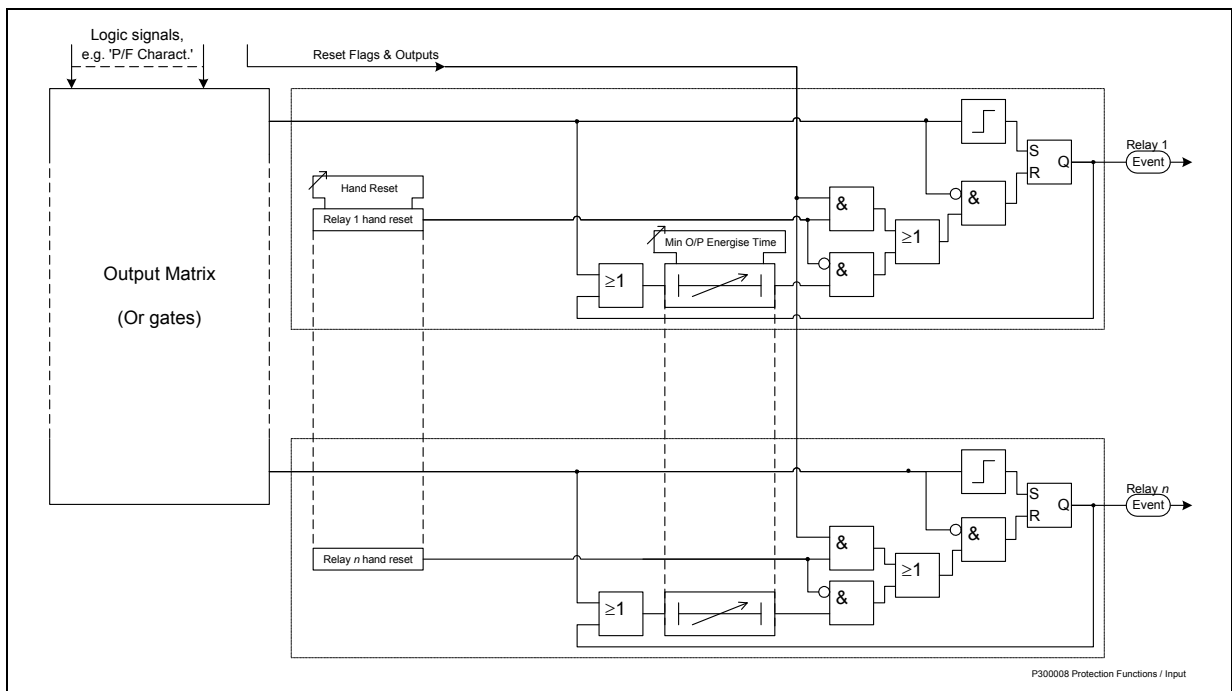 Logic signals,
e.g. 'P/F Charact.'
Reset Flags & Outputs
Output Matrix
(Or gates)
Hand Reset
Relay 1 hand reset
Min O/P Energise Time
≥1
&
&
≥1
&
S
R
Q
Relay 1
Event
Relay n hand reset
≥1
&
&
≥1
&
S
R
Q
Relay n
Event
P300008 Protection Functions / Input